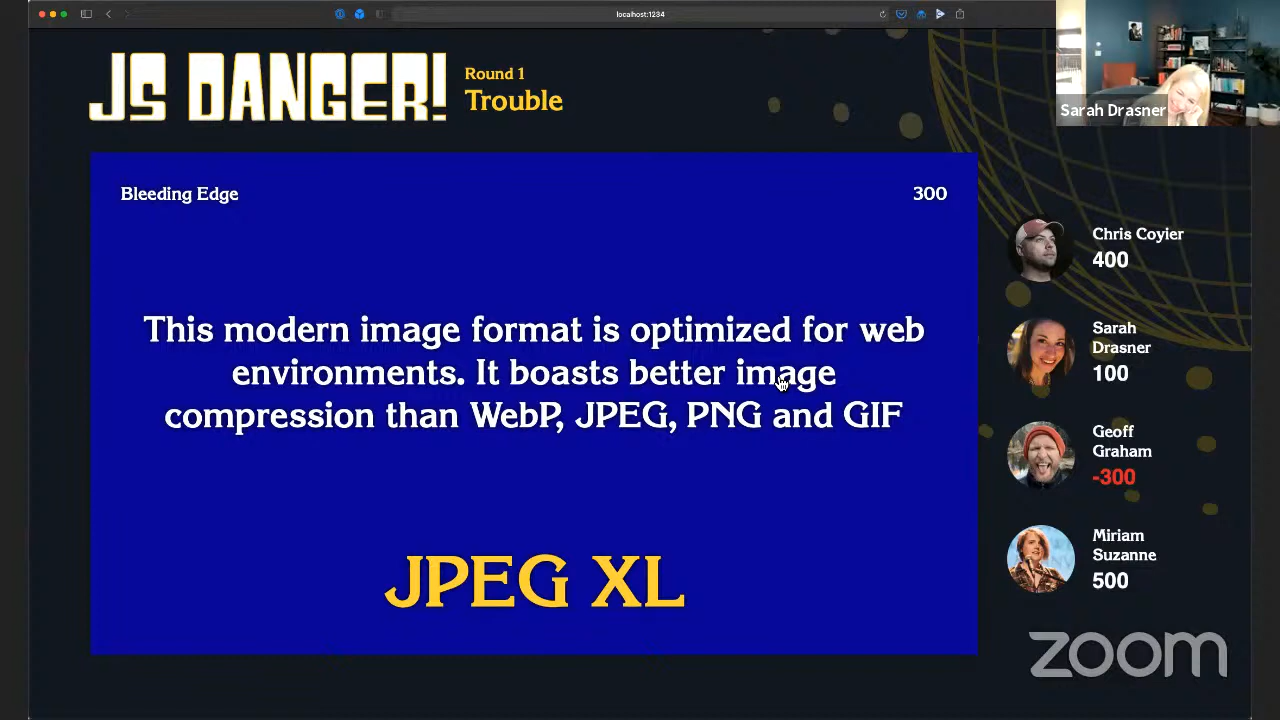 localhost:1234
JS DANGER!
Round 1
Trouble
Sarah Drasner
Bleeding Edge
300
This modern image format is optimized for web
environments. It boasts better image
compression than WebP, JPEG, PNG and GIF
JPEG XL
Chris Coyier
400
Sarah
Drasner
100
Geoff
Graham
-300
Miriam
Suzanne
500
zoom